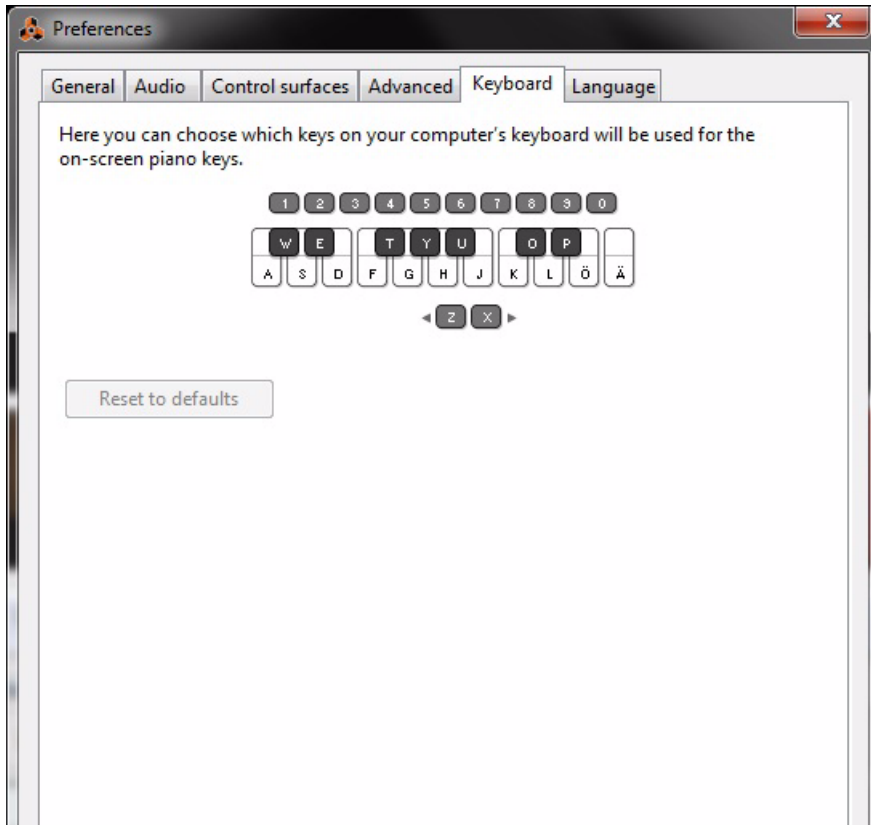 Preferences
General Audio Control surfaces Advanced Keyboard Language
Here you can choose which keys on your computer's keyboard will be used for the
on-screen piano keys.
1 2 3 4 5 6 7 8 9 0
W E T Y U O P
A S D F G H J K L Ö Ä
Z X
Reset to defaults